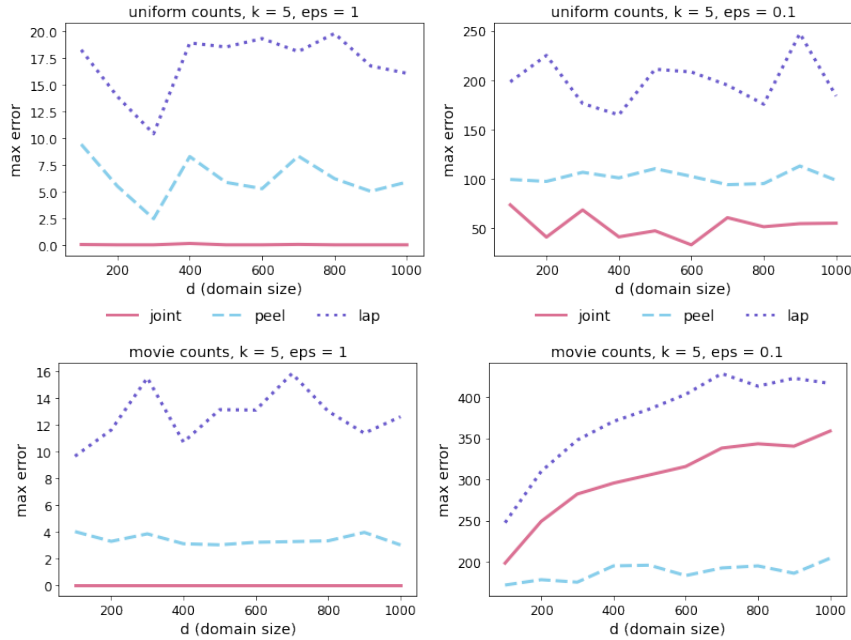 uniform counts, k = 5, eps = 1
20.0
17.5
15.0
12.5
10.0
7.5
5.0
2.5
0.0
max error
200 400 600 800 1000
d (domain size)
uniform counts, k = 5, eps = 0.1
250
200
150
100
50
max error
200 400 600 800 1000
d (domain size)
joint peel lap joint peel lap
movie counts, k = 5, eps = 1
16
14
12
10
8
6
4
2
0
max error
200 400 600 800 1000
d (domain size)
movie counts, k = 5, eps = 0.1
400
350
300
250
200
max error
200 400 600 800 1000
d (domain size)